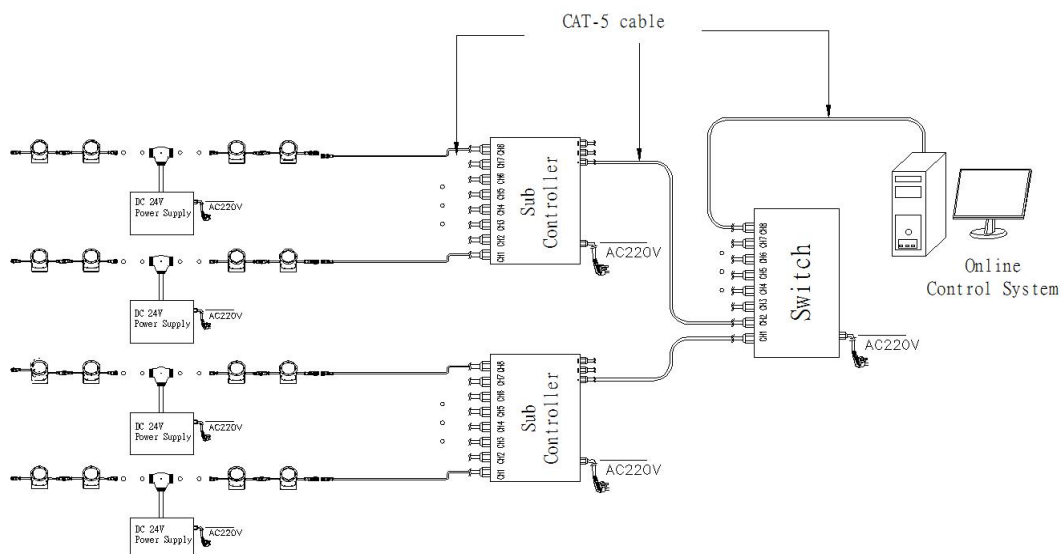 CAT-5 cable
DC 24V
Power Supply
AC220V
CH8
CH7
CH6
CH5
CH4
CH3
CH2
CH1
Sub
Controller
AC220V
DC 24V
Power Supply
AC220V
CH8
CH7
CH6
CH5
CH4
CH3
CH2
CH1
Switch
AC220V
Online
Control System
DC 24V
Power Supply
AC220V
CH8
CH7
CH6
CH5
CH4
CH3
CH2
CH1
Sub
Controller
AC220V
DC 24V
Power Supply
AC220V